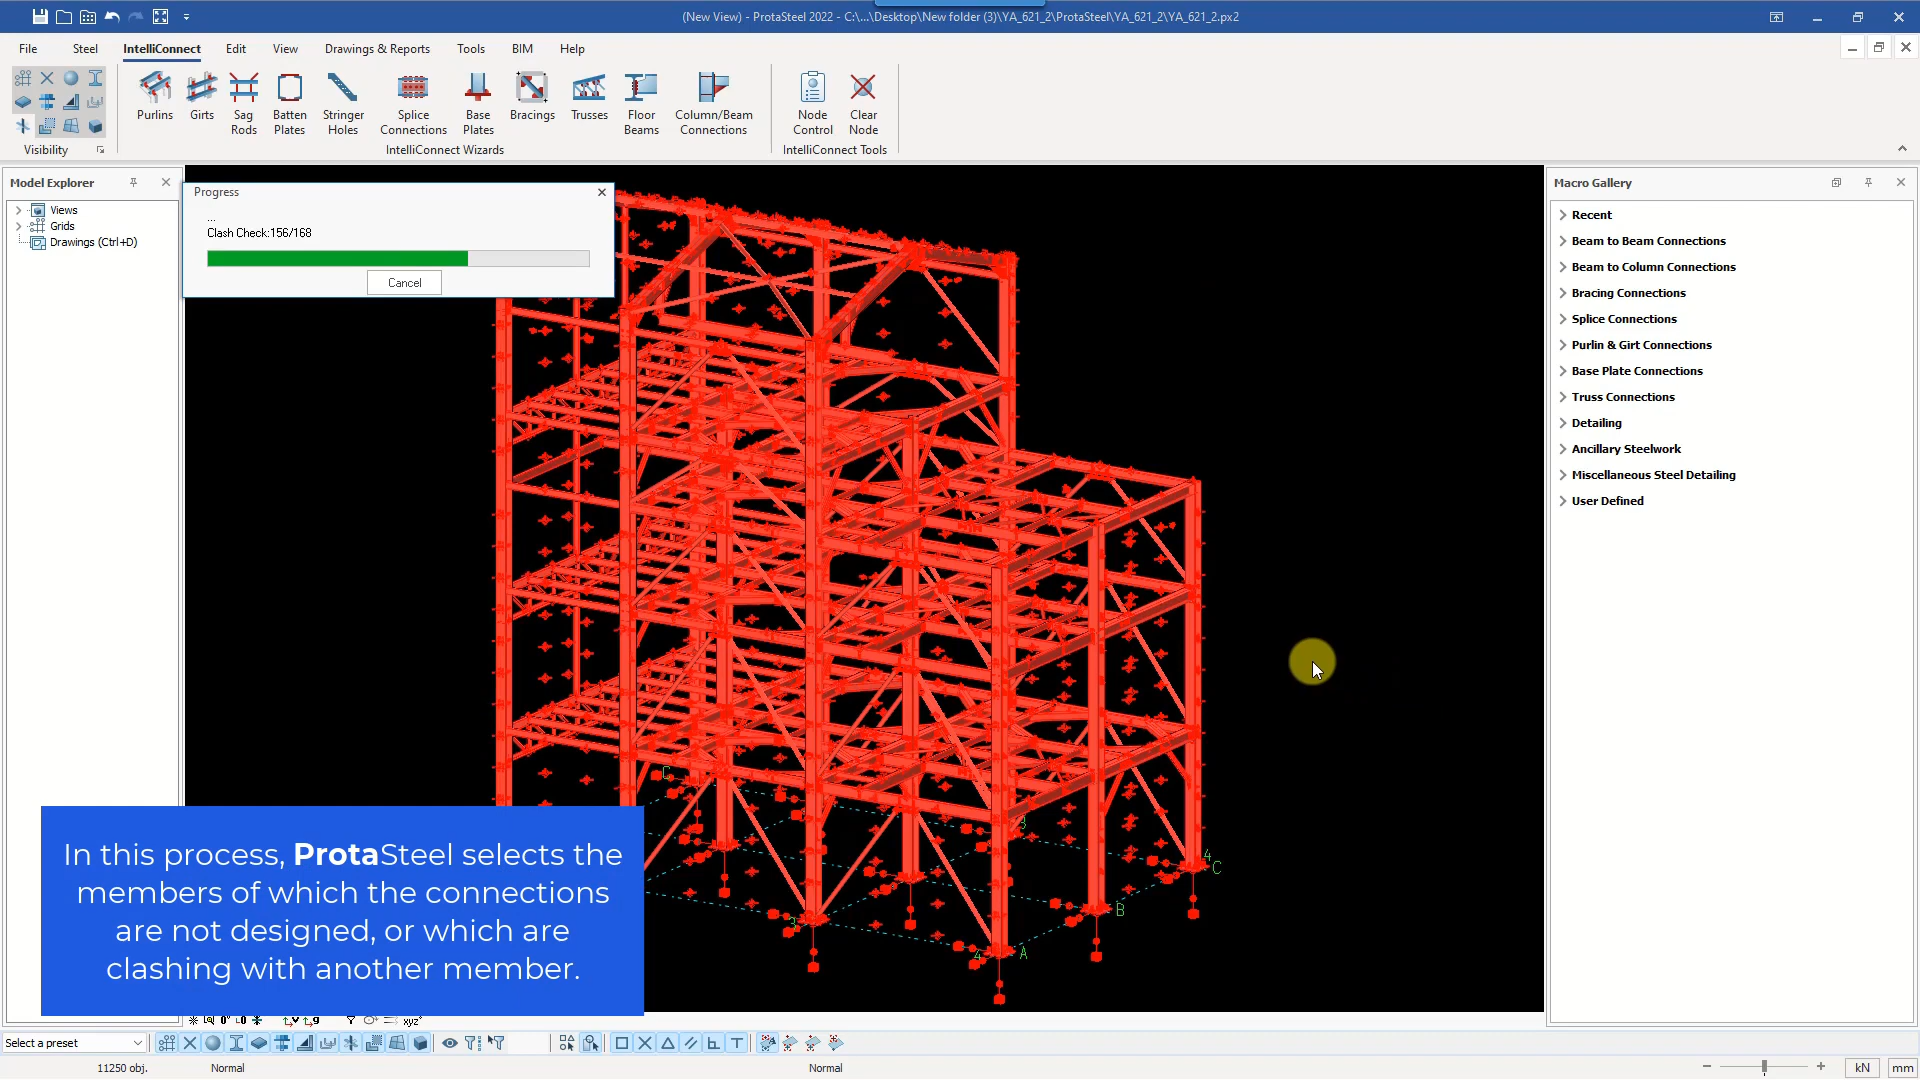 (New View) - ProtaSteel 2022 - C:\...\Desktop\New folder (3)\YA_621_2\ProtaSteel\YA_621_2\YA_621_2.px2
File Steel IntelliConnect Edit View Drawings & Reports Tools BIM Help
Purlins Girts Sag Rods Batten Plates Stringer Holes Splice Connections Base Plates Bracings Trusses Floor Beams Column/Beam Connections Node Control Clear Node
Visibility IntelliConnect Wizards IntelliConnect Tools
Model Explorer
Views
Grids
Drawings (Ctrl+D)
Progress
...
Clash Check:156/168
Cancel
Macro Gallery
Recent
Beam to Beam Connections
Beam to Column Connections
Bracing Connections
Splice Connections
Purlin & Girt Connections
Base Plate Connections
Truss Connections
Detailing
Ancillary Steelwork
Miscellaneous Steel Detailing
User Defined
C
3
4
C
B
3
4
A
In this process, ProtaSteel selects the
members of which the connections
are not designed, or which are
clashing with another member.
xyz
Select a preset
11250 obj. Normal Normal kN mm